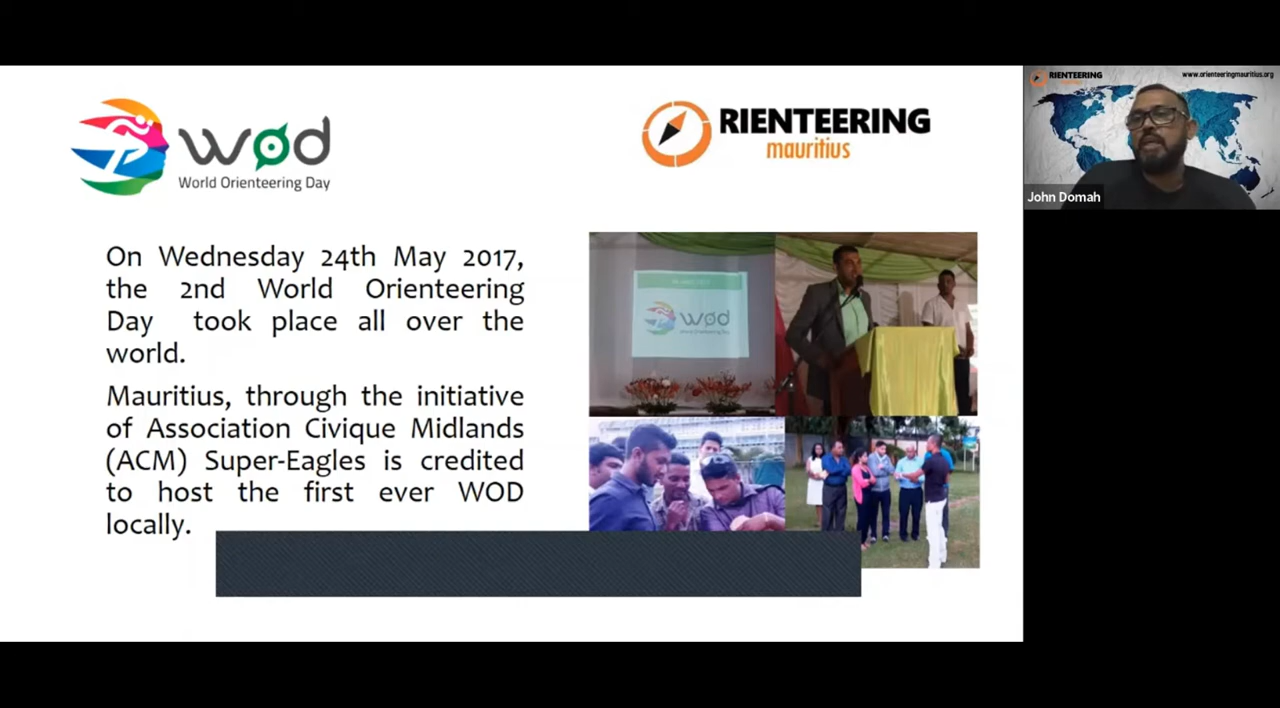 wod
World Orienteering Day
RIENTEERING
mauritius
On Wednesday 24th May 2017,
the 2nd World Orienteering
Day took place all over the
world.
Mauritius, through the initiative
of Association Civique Midlands
(ACM) Super-Eagles is credited
to host the first ever WOD
locally.
wod
RIENTEERING
www.orienteeringmauritius.org
John Domah